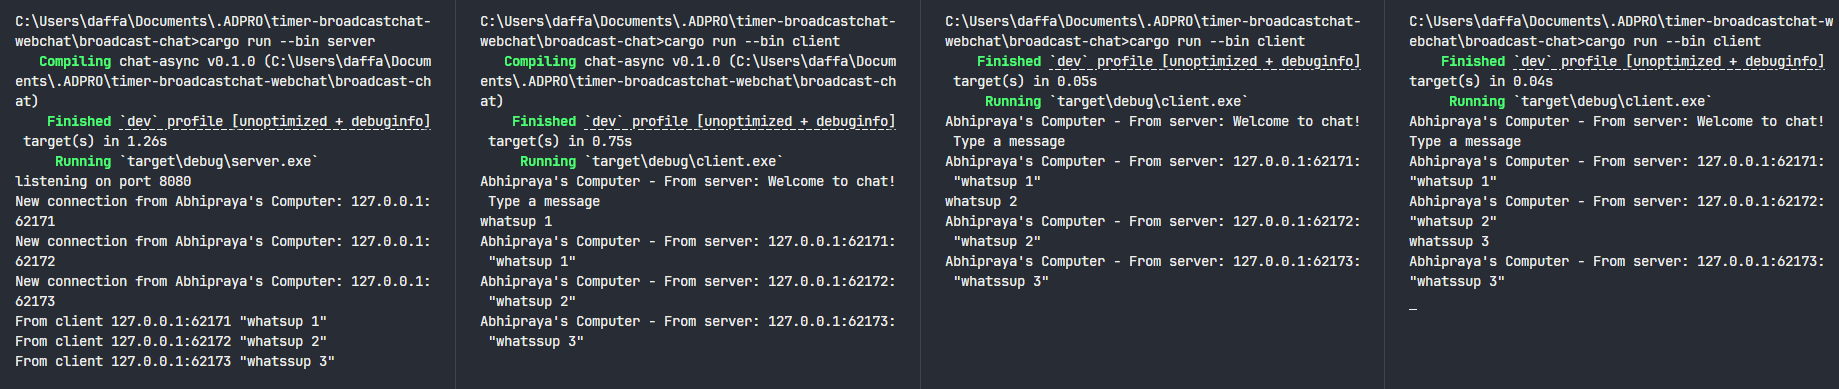 C:\Users\daffa\Documents\.ADPRO\timer-broadcastchat-
webchat\broadcast-chat>cargo run --bin server
Compiling chat-async v0.1.0 (C:\Users\daffa\Docum
ents\.ADPRO\timer-broadcastchat-webchat\broadcast-ch
at)
Finished `dev` profile [unoptimized + debuginfo]
target(s) in 1.26s
Running `target\debug\server.exe`
listening on port 8080
New connection from Abhipraya's Computer: 127.0.0.1:
62171
New connection from Abhipraya's Computer: 127.0.0.1:
62172
New connection from Abhipraya's Computer: 127.0.0.1:
62173
From client 127.0.0.1:62171 "whatsup 1"
From client 127.0.0.1:62172 "whatsup 2"
From client 127.0.0.1:62173 "whatssup 3"
C:\Users\daffa\Documents\.ADPRO\timer-broadcastchat-
webchat\broadcast-chat>cargo run --bin client
Compiling chat-async v0.1.0 (C:\Users\daffa\Docum
ents\.ADPRO\timer-broadcastchat-webchat\broadcast-ch
at)
Finished `dev` profile [unoptimized + debuginfo]
target(s) in 0.75s
Running `target\debug\client.exe`
Abhipraya's Computer - From server: Welcome to chat!
Type a message
whatsup 1
Abhipraya's Computer - From server: 127.0.0.1:62171:
"whatsup 1"
Abhipraya's Computer - From server: 127.0.0.1:62172:
"whatsup 2"
Abhipraya's Computer - From server: 127.0.0.1:62173:
"whatssup 3"
C:\Users\daffa\Documents\.ADPRO\timer-broadcastchat-
webchat\broadcast-chat>cargo run --bin client
Finished `dev` profile [unoptimized + debuginfo]
target(s) in 0.05s
Running `target\debug\client.exe`
Abhipraya's Computer - From server: Welcome to chat!
Type a message
Abhipraya's Computer - From server: 127.0.0.1:62171:
"whatsup 1"
whatsup 2
Abhipraya's Computer - From server: 127.0.0.1:62172:
"whatsup 2"
Abhipraya's Computer - From server: 127.0.0.1:62173:
"whatssup 3"
C:\Users\daffa\Documents\.ADPRO\timer-broadcastchat-w
ebchat\broadcast-chat>cargo run --bin client
Finished `dev` profile [unoptimized + debuginfo]
target(s) in 0.04s
Running `target\debug\client.exe`
Abhipraya's Computer - From server: Welcome to chat!
Type a message
Abhipraya's Computer - From server: 127.0.0.1:62171:
"whatsup 1"
Abhipraya's Computer - From server: 127.0.0.1:62172:
"whatsup 2"
whatssup 3
Abhipraya's Computer - From server: 127.0.0.1:62173:
"whatssup 3"